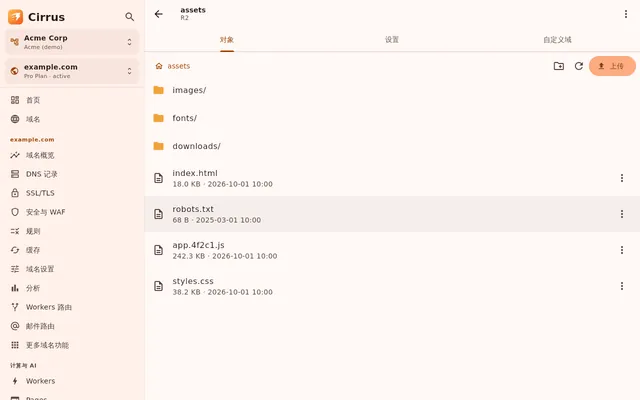 Cirrus
Acme Corp
Acme (demo)
example.com
Pro Plan · active
首页
域名
example.com
域名概览
DNS 记录
SSL/TLS
安全与 WAF
规则
缓存
域名设置
分析
Workers 路由
邮件路由
更多域名功能
计算与 AI
Workers
Pages
assets
R2
对象
设置
自定义域
assets
上传
images/
fonts/
downloads/
index.html
18.0 KB · 2026-10-01 10:00
robots.txt
68 B · 2025-03-01 10:00
app.4f2c1.js
242.3 KB · 2026-10-01 10:00
styles.css
38.2 KB · 2026-10-01 10:00